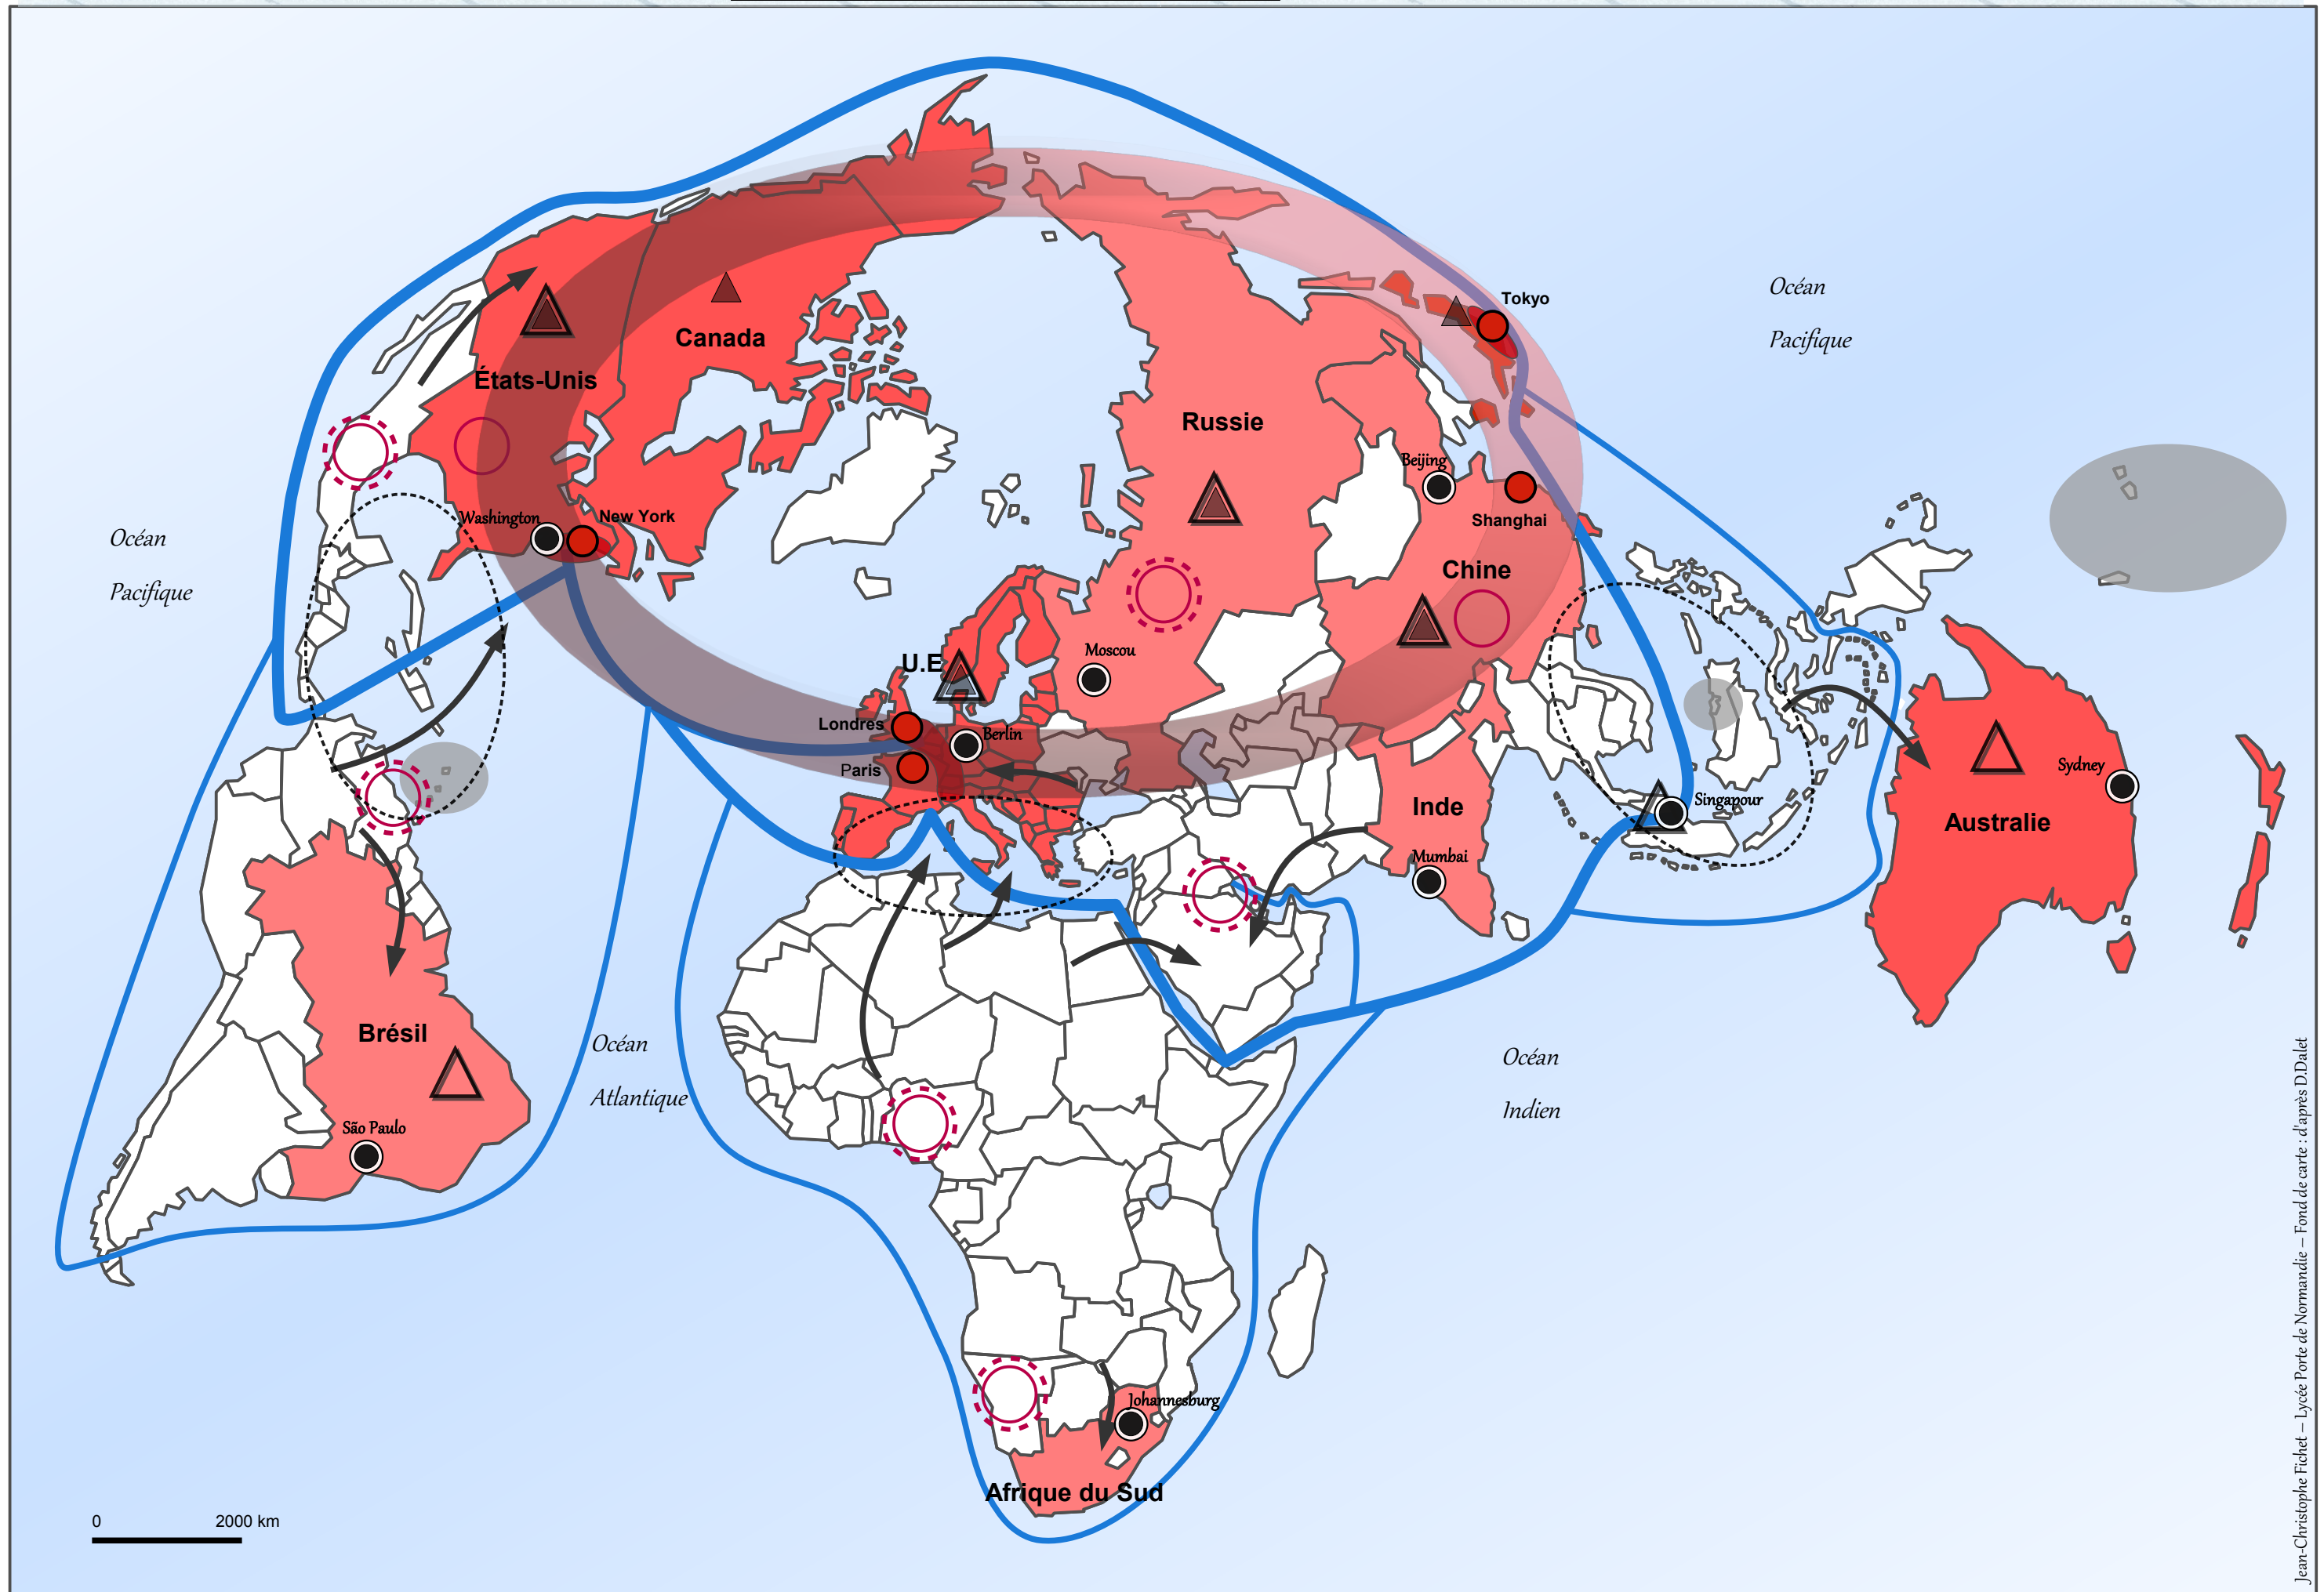 Océan
Pacifique
Tokyo
Canada
États-Unis
Russie
Beijing
Washington
New York
Shanghai
Océan
Pacifique
Chine
Moscou
U.E
Londres
Berlin
Paris
Sydney
Singapour
Inde
Australie
Mumbai
Brésil
Océan
Atlantique
Océan
Indien
São Paulo
Johannesburg
Afrique du Sud
0 2000 km
Jean-Christophe Fichet – Lycée Porte de Normandie – Fond de carte : d'après D.Dalet